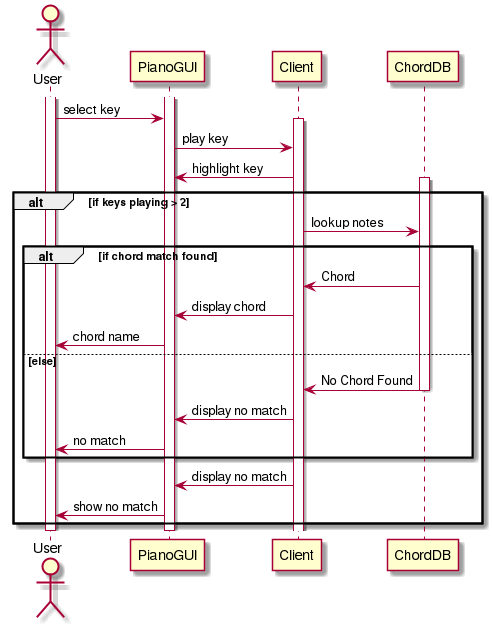 User
PianoGUI
Client
ChordDB
select key
play key
highlight key
alt
[if keys playing > 2]
lookup notes
alt
[if chord match found]
Chord
display chord
chord name
[else]
No Chord Found
display no match
no match
display no match
show no match
User
PianoGUI
Client
ChordDB